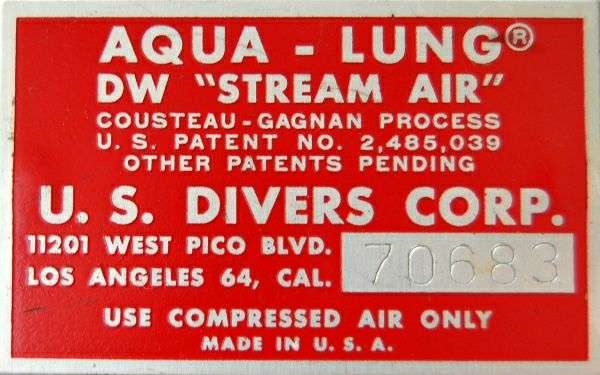 AQUA - LUNG®
DW "STREAM AIR"
COUSTEAU - GAGNAN PROCESS
U. S. PATENT NO. 2,485,039
OTHER PATENTS PENDING
U. S. DIVERS CORP.
11201 WEST PICO BLVD.
LOS ANGELES 64, CAL.
70683
USE COMPRESSED AIR ONLY
MADE IN U. S. A.